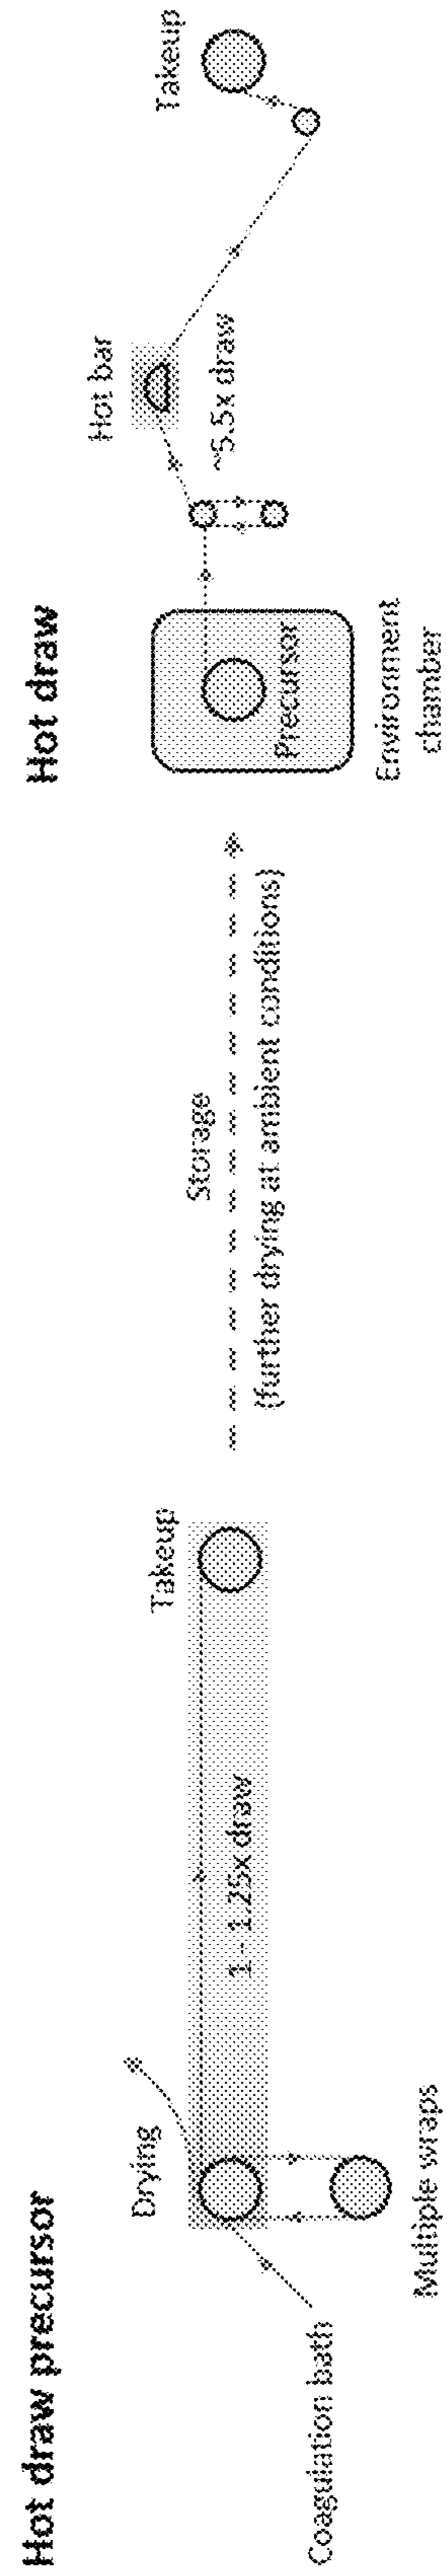 Hot draw precursor
Drying
Takeup
1 - 1.25x draw
Coagulation bath
Multiple wraps
Storage
(further drying at ambient conditions)
Hot draw
Hot bar
Takeup
~5.5x draw
Precursor
Environment
chamber